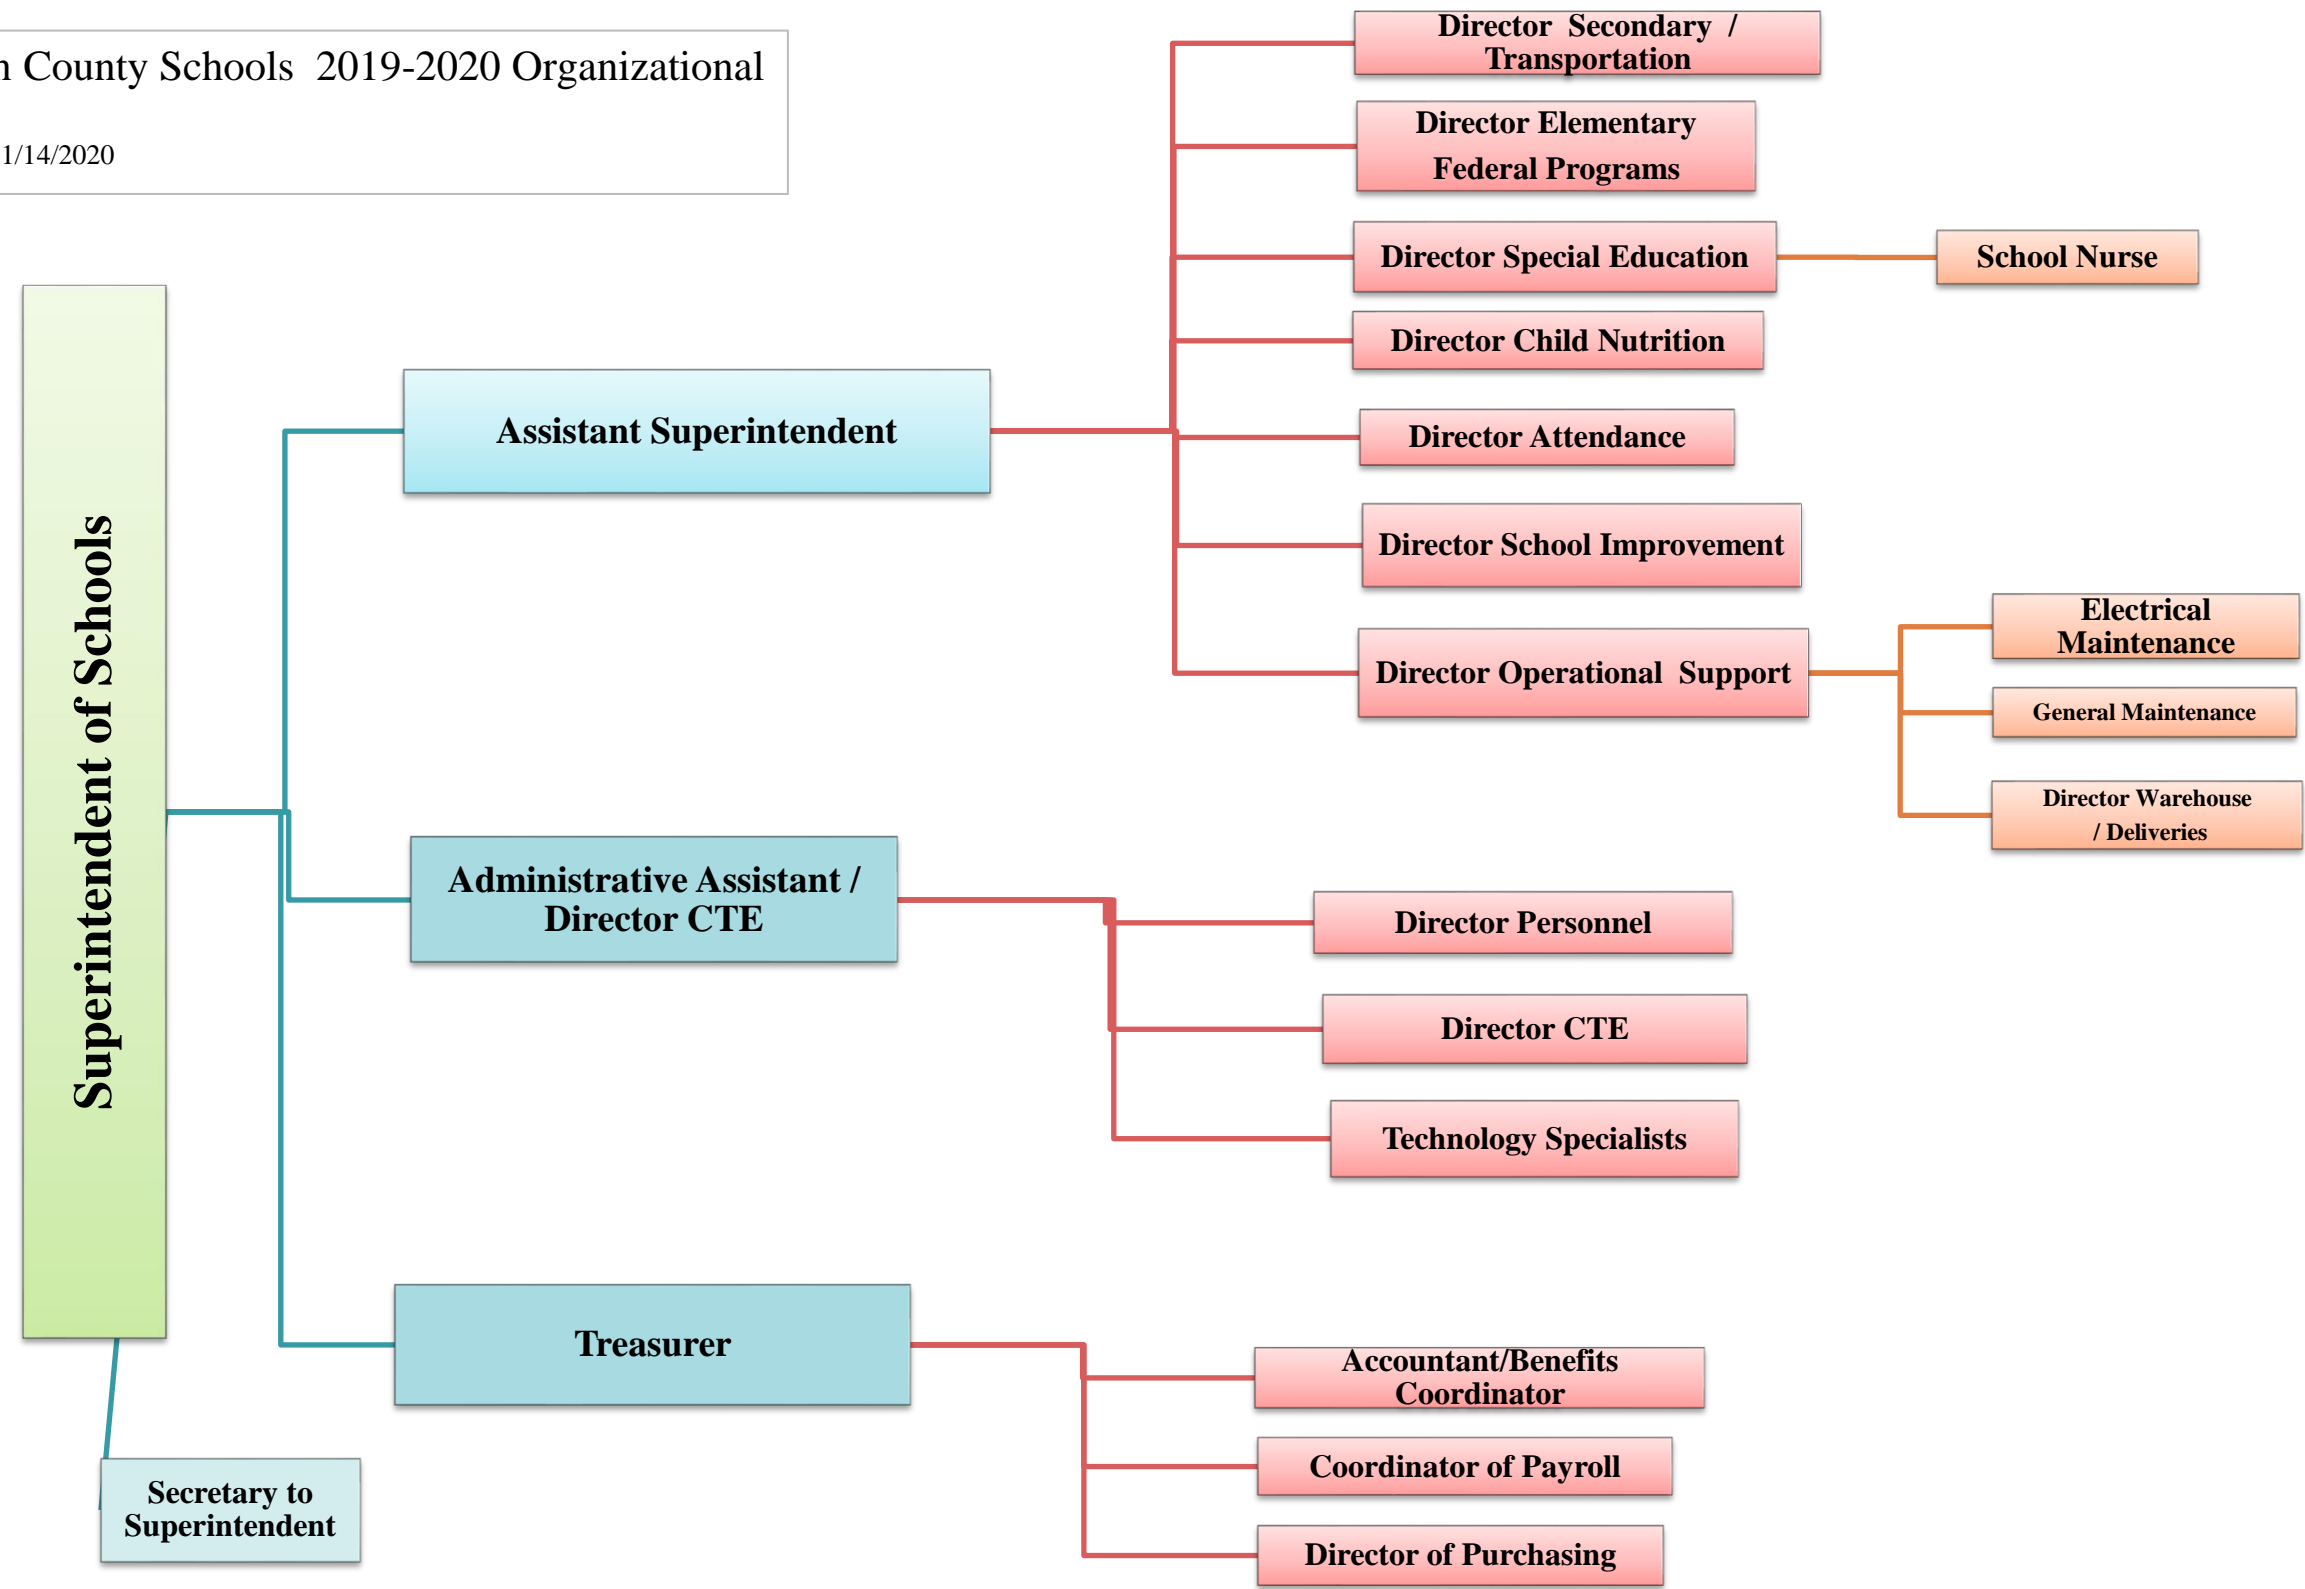 County Schools 2019-2020 Organizational
1/14/2020
Superintendent of Schools
Secretary to
Superintendent
Assistant Superintendent
Director Secondary /
Transportation
Director Elementary
Federal Programs
Director Special Education
School Nurse
Director Child Nutrition
Director Attendance
Director School Improvement
Director Operational Support
Electrical
Maintenance
General Maintenance
Director Warehouse
/ Deliveries
Administrative Assistant /
Director CTE
Director Personnel
Director CTE
Technology Specialists
Treasurer
Accountant/Benefits
Coordinator
Coordinator of Payroll
Director of Purchasing